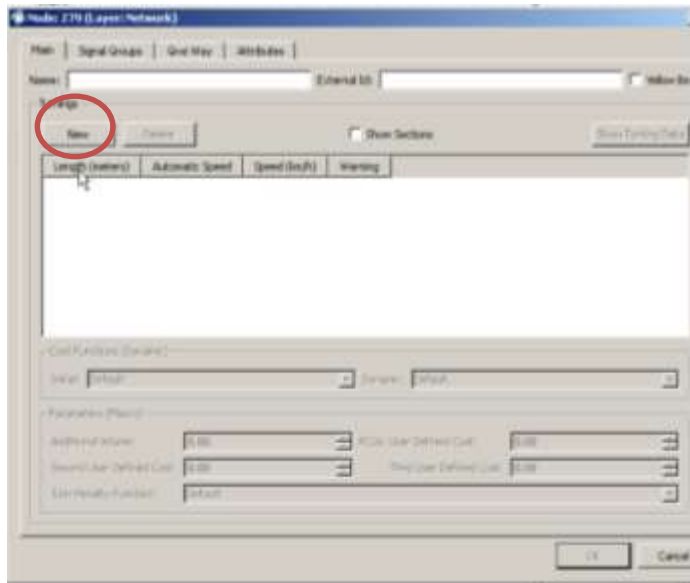 Node: 279 (Layer: Network)
Main Signal Groups Give Way Attributes
Name: External Id: Yellow Bo
Turnings
New Delete Show Sections
Length (meters) Automatic Speed Speed (km/h) Warning
Cost Functions (Dynamic)
Initial: Default Dynamic: Default
Parameters (Macro)
Additional Volume: 0.00 First User Defined Cost: 0.00
Second User Defined Cost: 0.00 Third User Defined Cost: 0.00
Turn Penalty Function: Default
OK Cancel